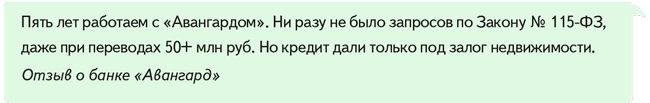 Пять лет работаем с «Авангардом». Ни разу не было запросов по Закону № 115-ФЗ,
даже при переводах 50+ млн руб. Но кредит дали только под залог недвижимости.
Отзыв о банке «Авангард»